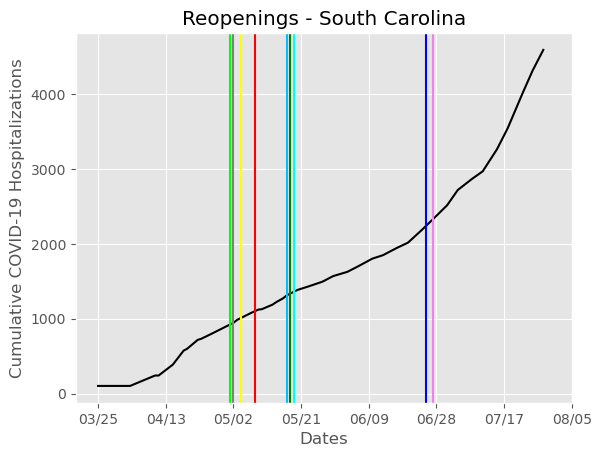 Reopenings - South Carolina
Cumulative COVID-19 Hospitalizations
4000
3000
2000
1000
0
03/25 04/13 05/02 05/21 06/09 06/28 07/17 08/05
Dates